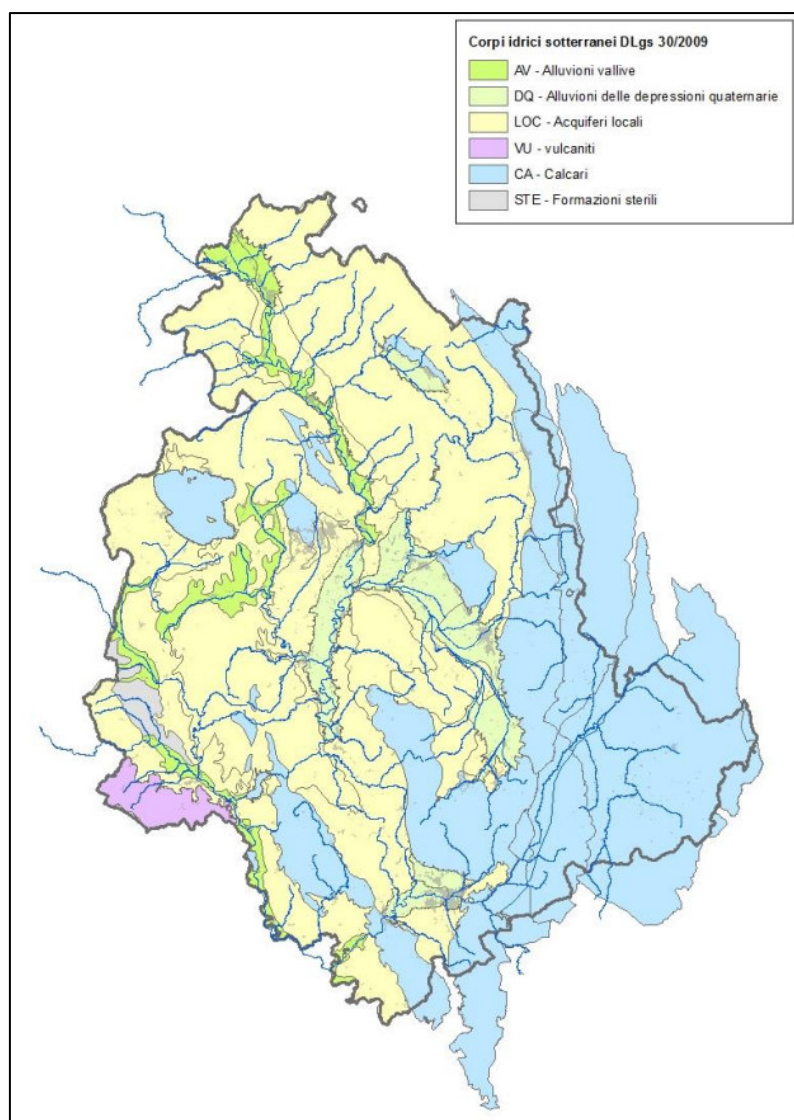 Corpi idrici sotterranei DLgs 30/2009
AV - Alluvioni vallive
DQ - Alluvioni delle depressioni quaternarie
LOC - Acquiferi locali
VU - vulcaniti
CA - Calcari
STE - Formazioni sterili